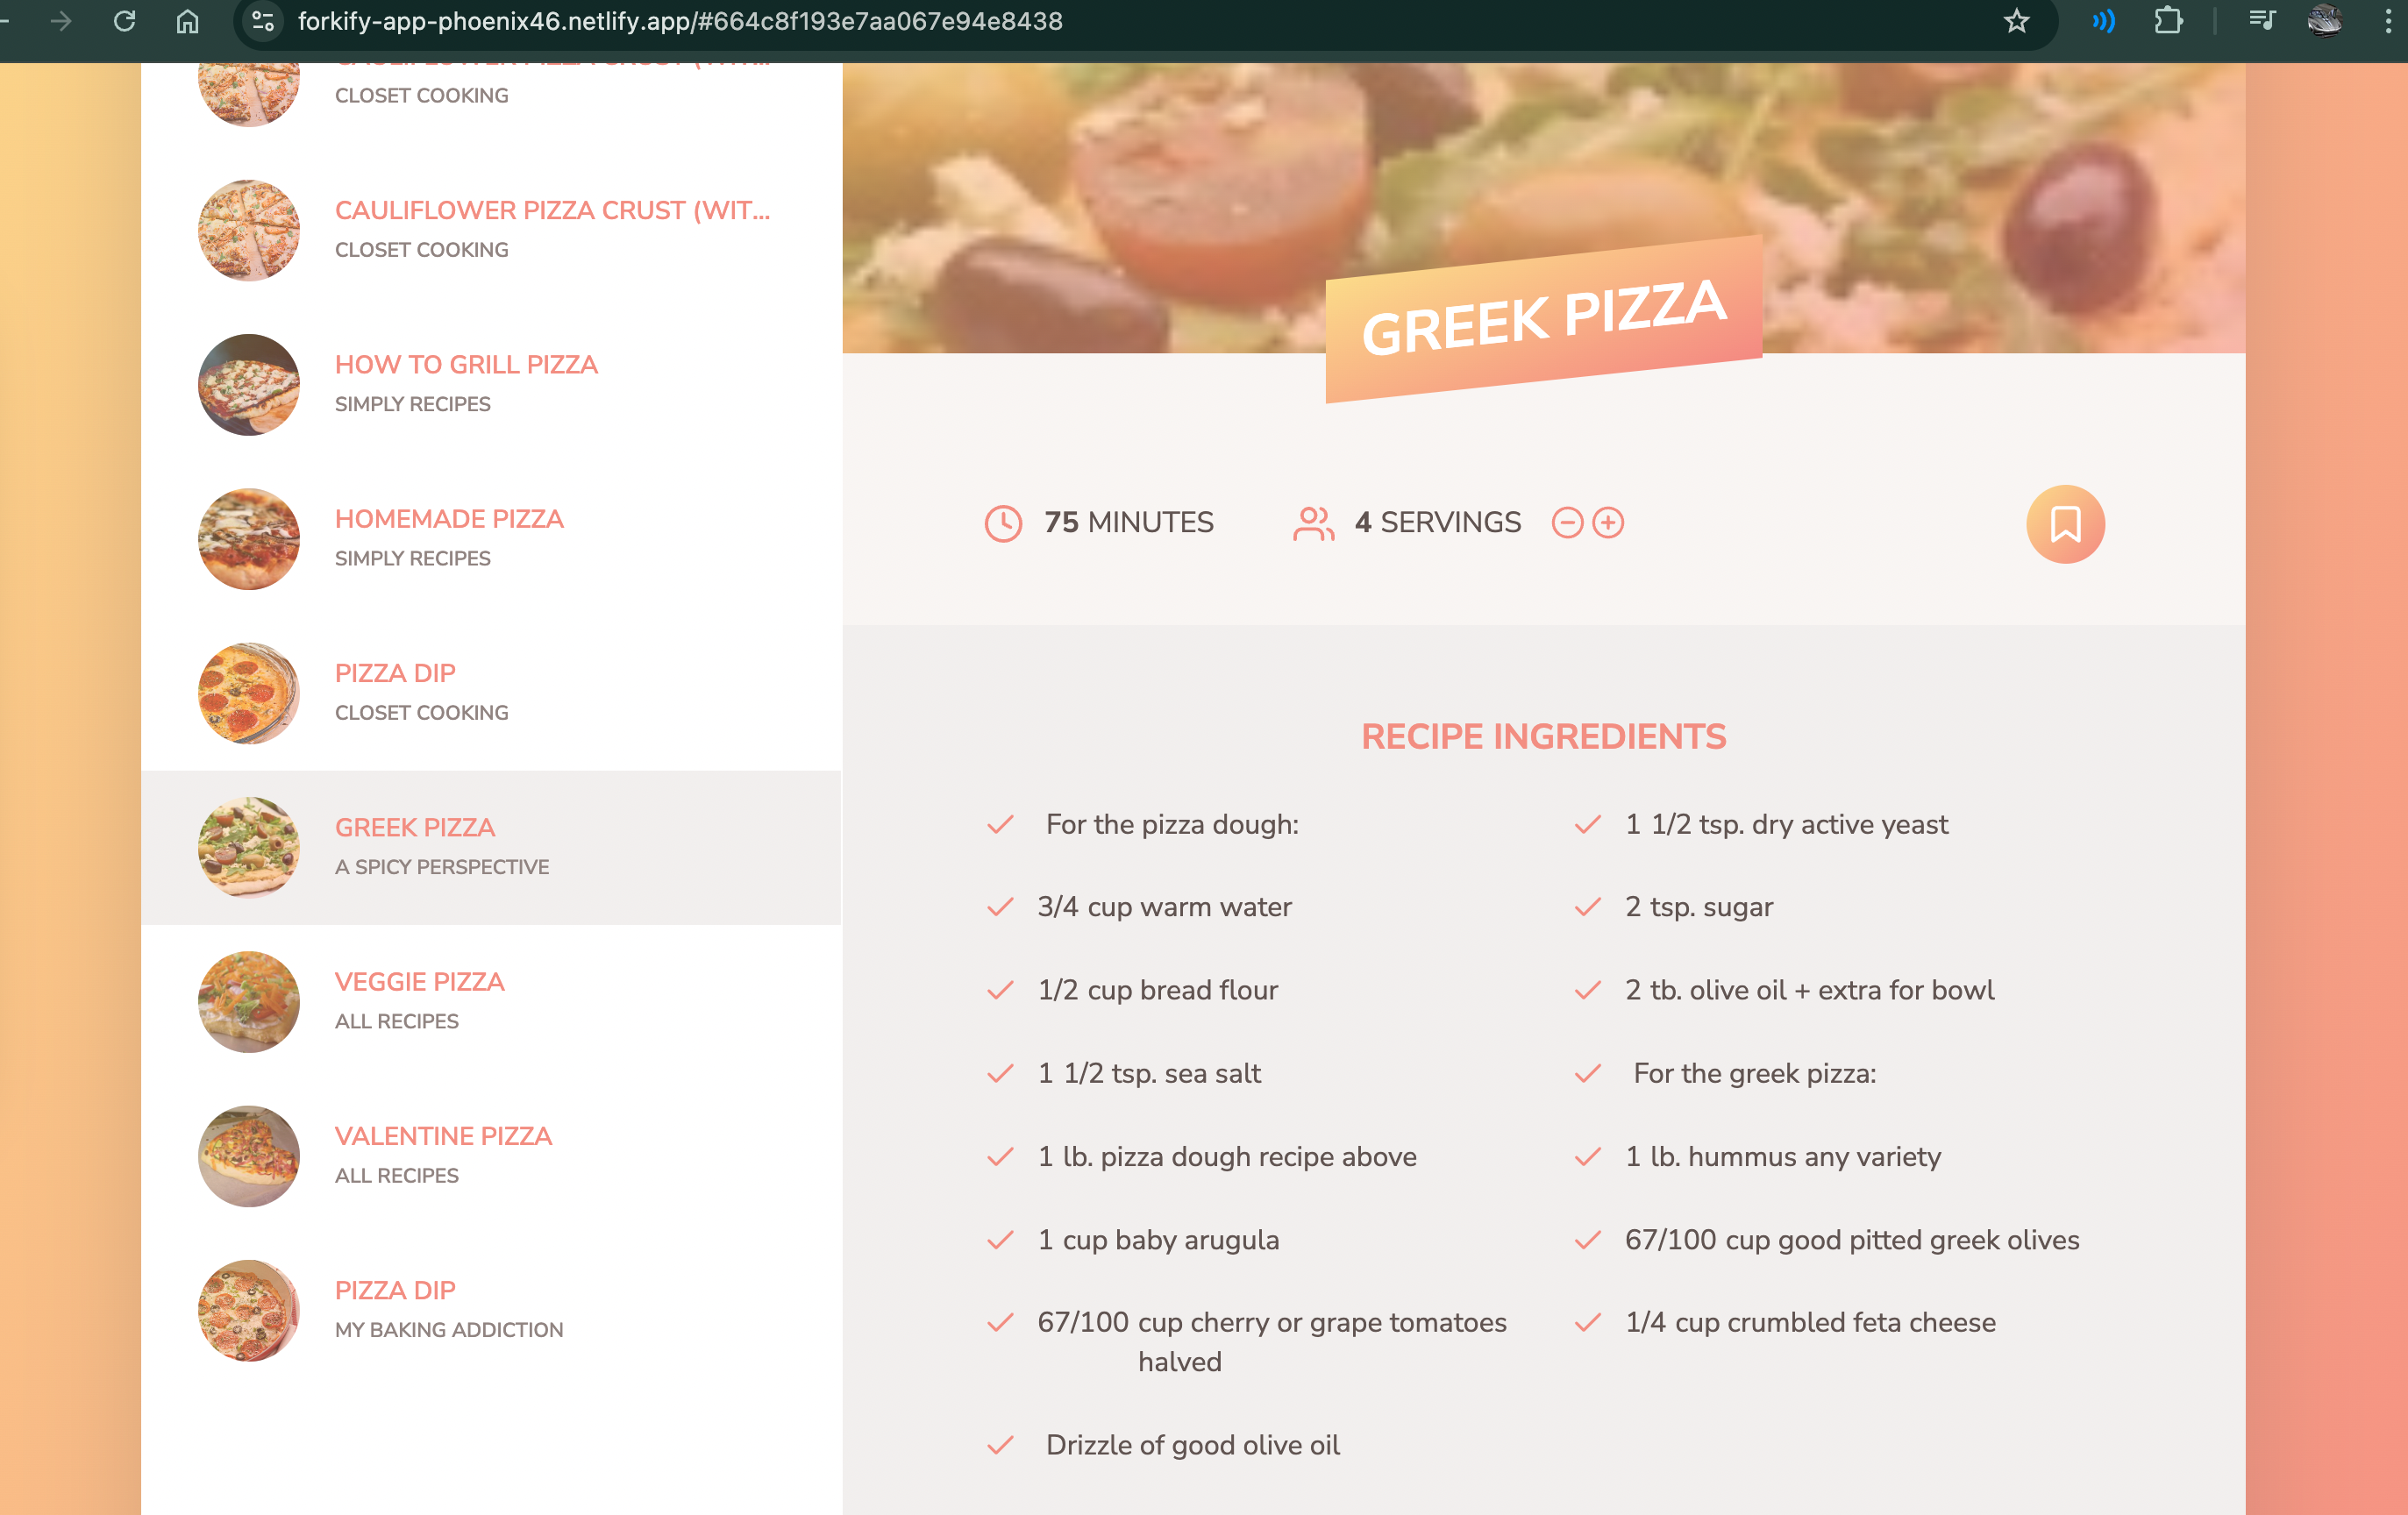 forkify-app-phoenix46.netlify.app/#664c8f193e7aa067e94e8438
CLOSET COOKING
CAULIFLOWER PIZZA CRUST (WIT...
CLOSET COOKING
HOW TO GRILL PIZZA
SIMPLY RECIPES
HOMEMADE PIZZA
SIMPLY RECIPES
PIZZA DIP
CLOSET COOKING
GREEK PIZZA
A SPICY PERSPECTIVE
VEGGIE PIZZA
ALL RECIPES
VALENTINE PIZZA
ALL RECIPES
PIZZA DIP
MY BAKING ADDICTION
GREEK PIZZA
75 MINUTES
4 SERVINGS
RECIPE INGREDIENTS
For the pizza dough:
1 1/2 tsp. dry active yeast
3/4 cup warm water
2 tsp. sugar
1/2 cup bread flour
2 tb. olive oil + extra for bowl
1 1/2 tsp. sea salt
For the greek pizza:
1 lb. pizza dough recipe above
1 lb. hummus any variety
1 cup baby arugula
67/100 cup good pitted greek olives
67/100 cup cherry or grape tomatoes
halved
1/4 cup crumbled feta cheese
Drizzle of good olive oil